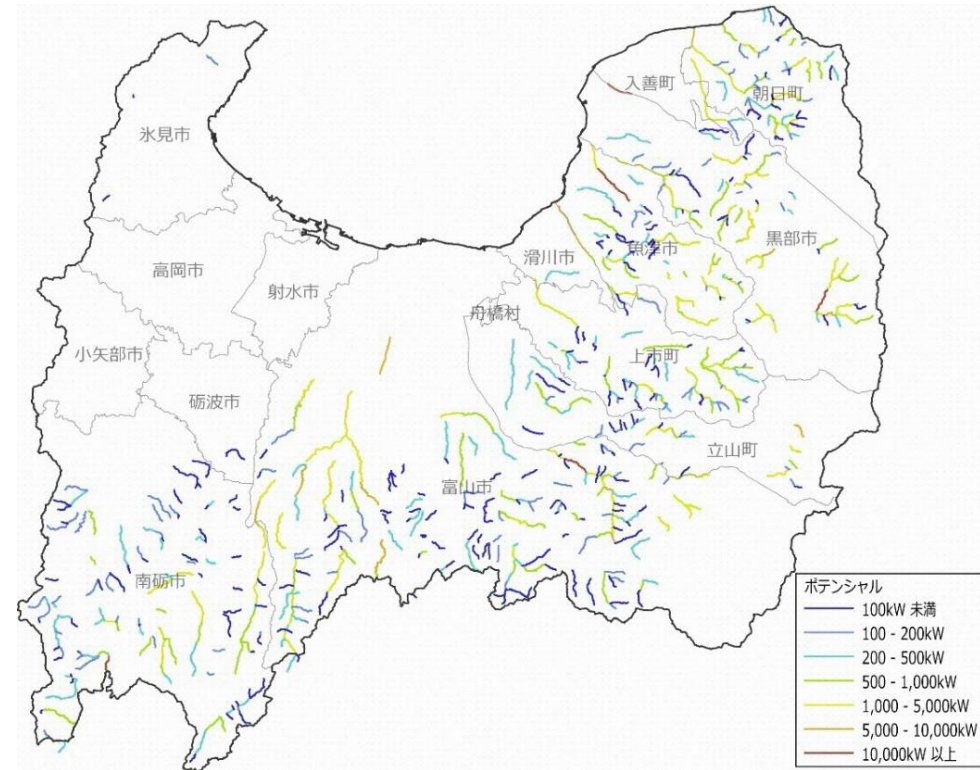 入善町
朝日町
氷見市
黒部市
魚津市
滑川市
高岡市
射水市
舟橋村
小矢部市
上市町
砺波市
立山町
富山市
南砺市
ポテンシャル
100kW 未満
100 - 200kW
200 - 500kW
500 - 1,000kW
1,000 - 5,000kW
5,000 - 10,000kW
10,000kW 以上